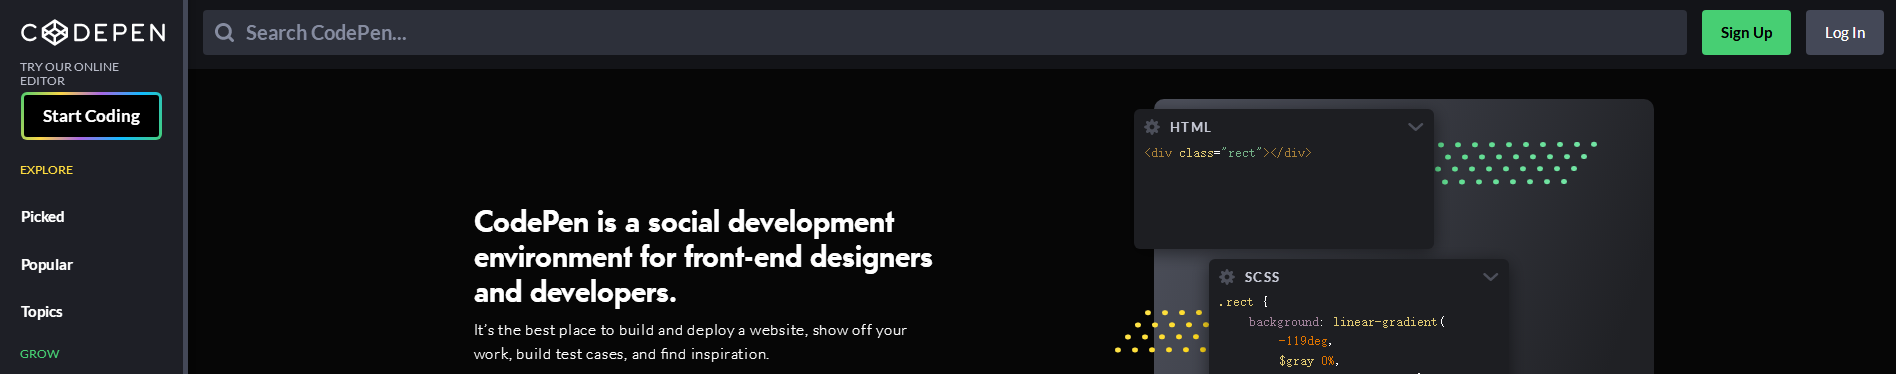 CODEPEN
TRY OUR ONLINE
EDITOR
Start Coding
EXPLORE
Picked
Popular
Topics
GROW
Search CodePen...
Sign Up
Log In
CodePen is a social development
environment for front-end designers
and developers.
It's the best place to build and deploy a website, show off your
work, build test cases, and find inspiration.
HTML
<div class="rect"></div>
SCSS
.rect {
background: linear-gradient(
-119deg,
$gray 0%,